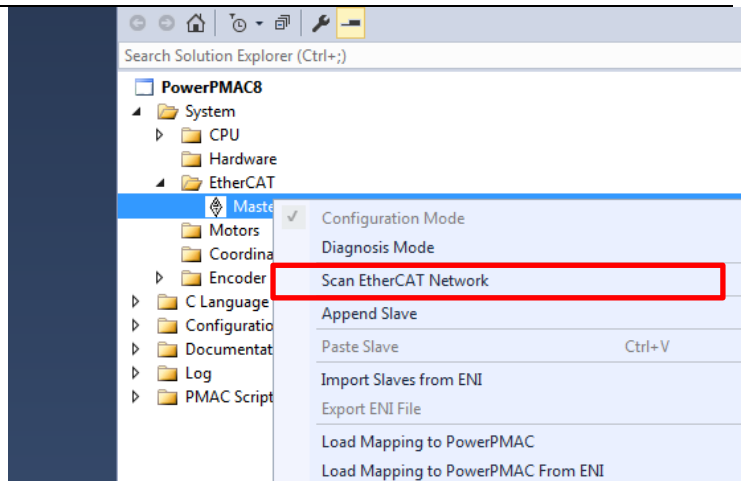 Search Solution Explorer (Ctrl+;)
PowerPMAC8
System
CPU
Hardware
EtherCAT
Maste
Configuration Mode
Motors
Diagnosis Mode
Coordina
Encoder
Scan EtherCAT Network
C Language
Append Slave
Configuratio
Documentat
Paste Slave Ctrl+V
Log
Import Slaves from ENI
PMAC Script
Export ENI File
Load Mapping to PowerPMAC
Load Mapping to PowerPMAC From ENI